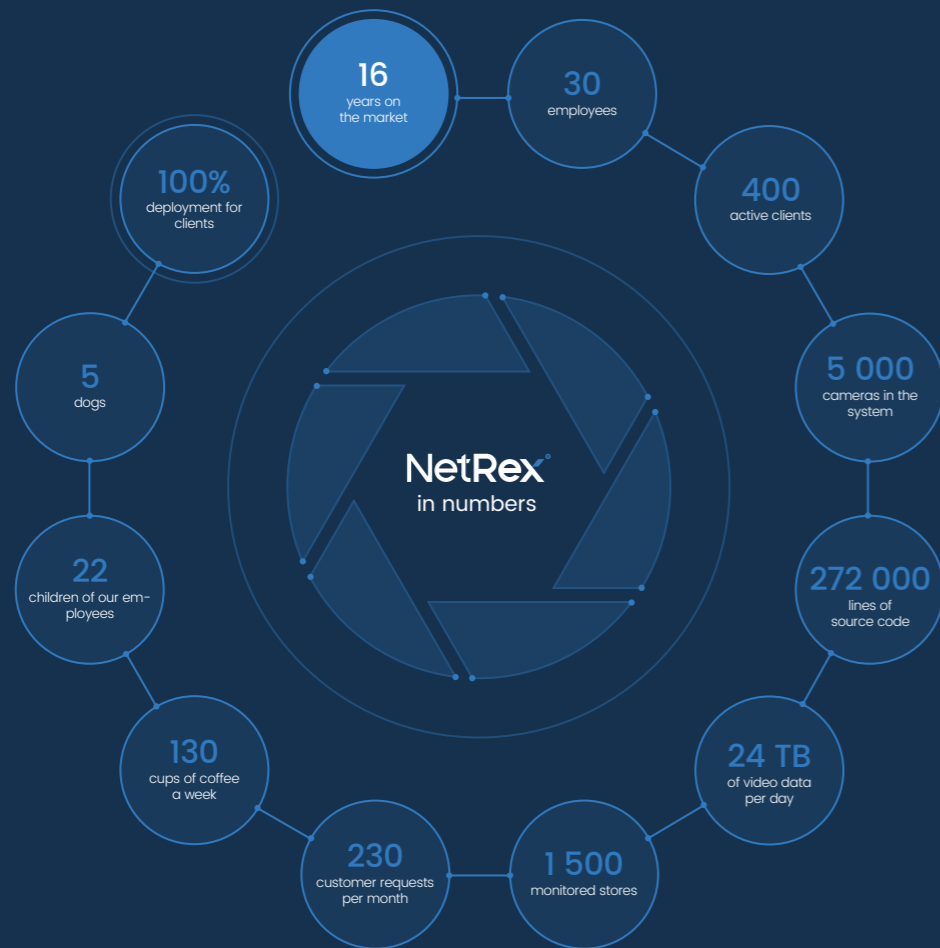 16
years on
the market
30
employees
400
active clients
5 000
cameras in the
system
272 000
lines of
source code
24 TB
of video data
per day
1 500
monitored stores
230
customer requests
per month
130
cups of coffee
a week
22
children of our em-
ployees
5
dogs
100%
deployment for
clients
NetRex
in numbers